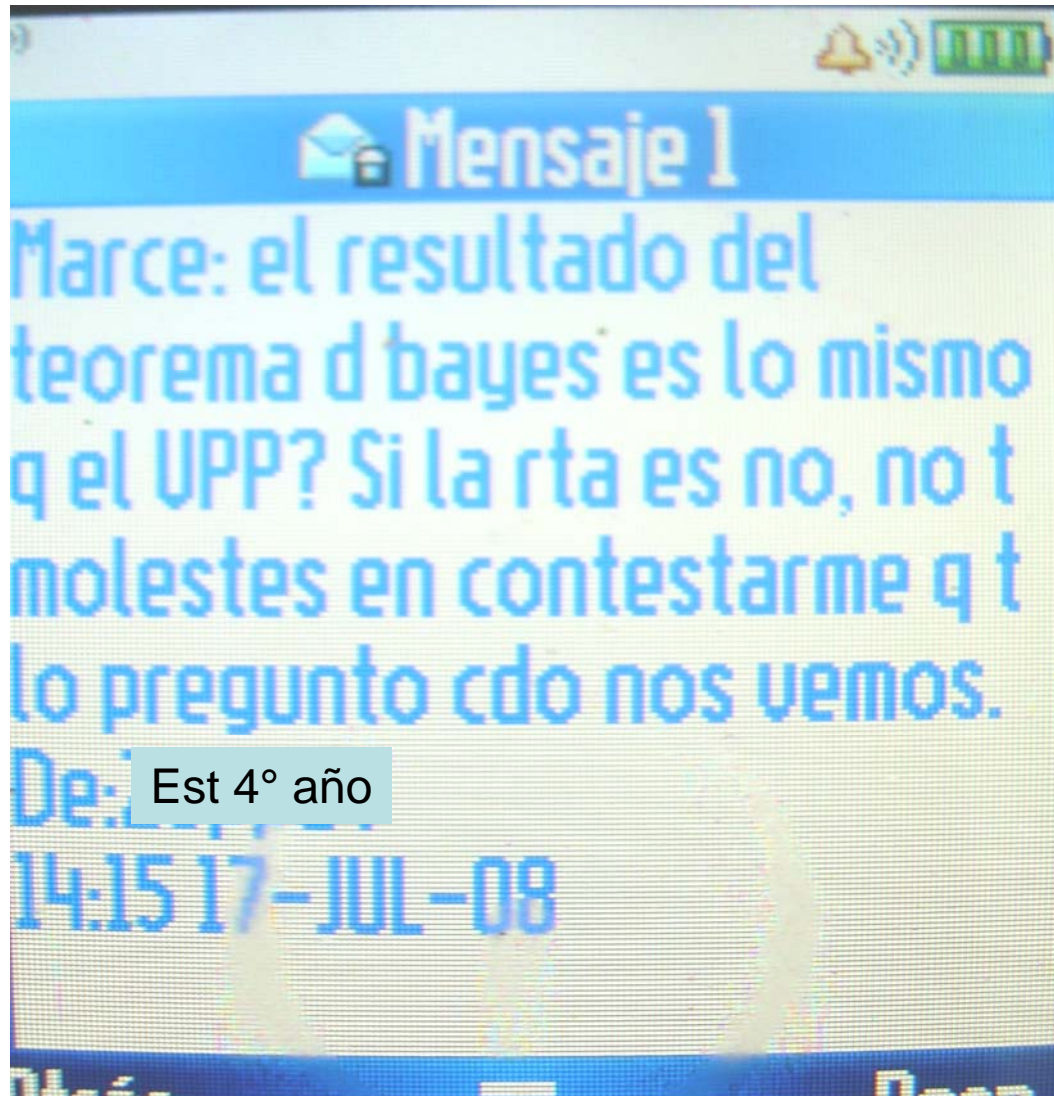 Mensaje 1
Marce: el resultado del
teorema d bayes es lo mismo
q el UPP? Si la rta es no, no t
molestes en contestarme q t
lo pregunto cdo nos vemos.
De:
Est 4° año
14:15 17-JUL-08